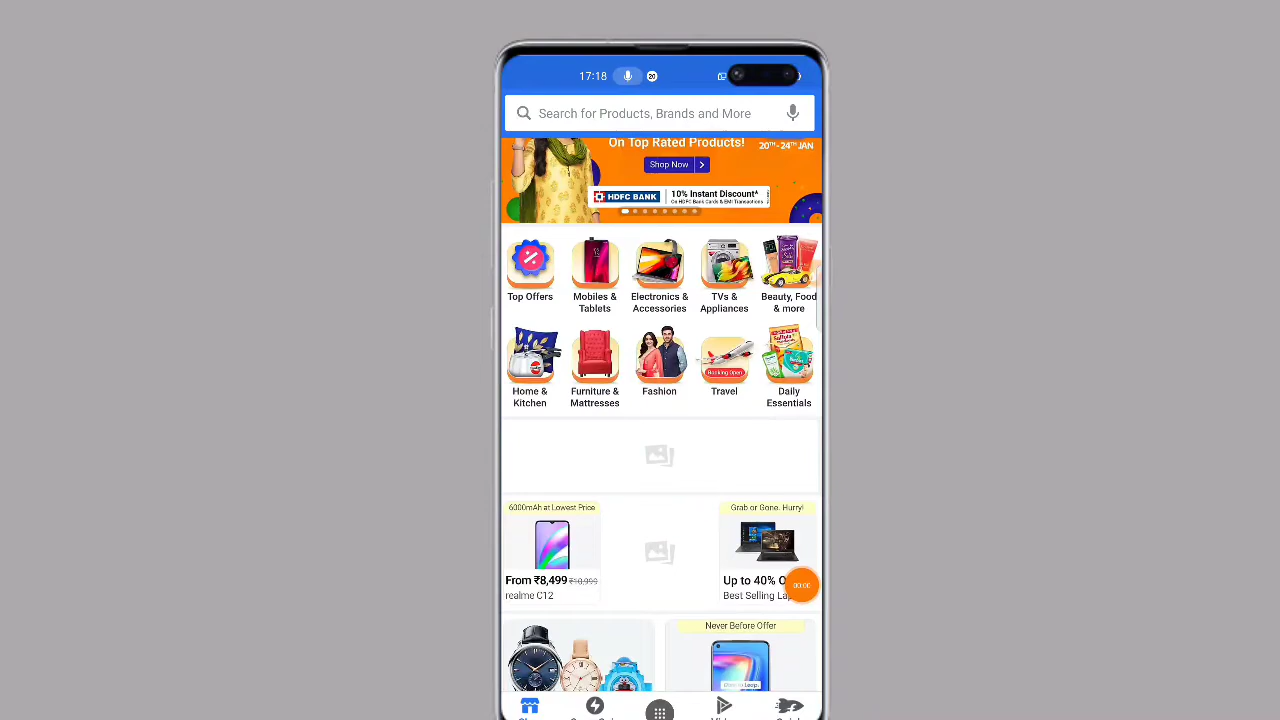 17:18
20
Search for Products, Brands and More
On Top Rated Products!
20TH-24TH JAN
Shop Now
HDFC BANK
10% Instant Discount*
On HDFC Bank Cards & EMI Transactions
Top Offers
Mobiles & Tablets
Electronics & Accessories
TVs & Appliances
Beauty, Food & more
Booking Open
Home & Kitchen
Furniture & Mattresses
Fashion
Travel
Daily Essentials
6000mAh at Lowest Price
Grab or Gone. Hurry!
From ₹8,499 ₹10,999
realme C12
Up to 40% O
Best Selling La
00:00
Never Before Offer